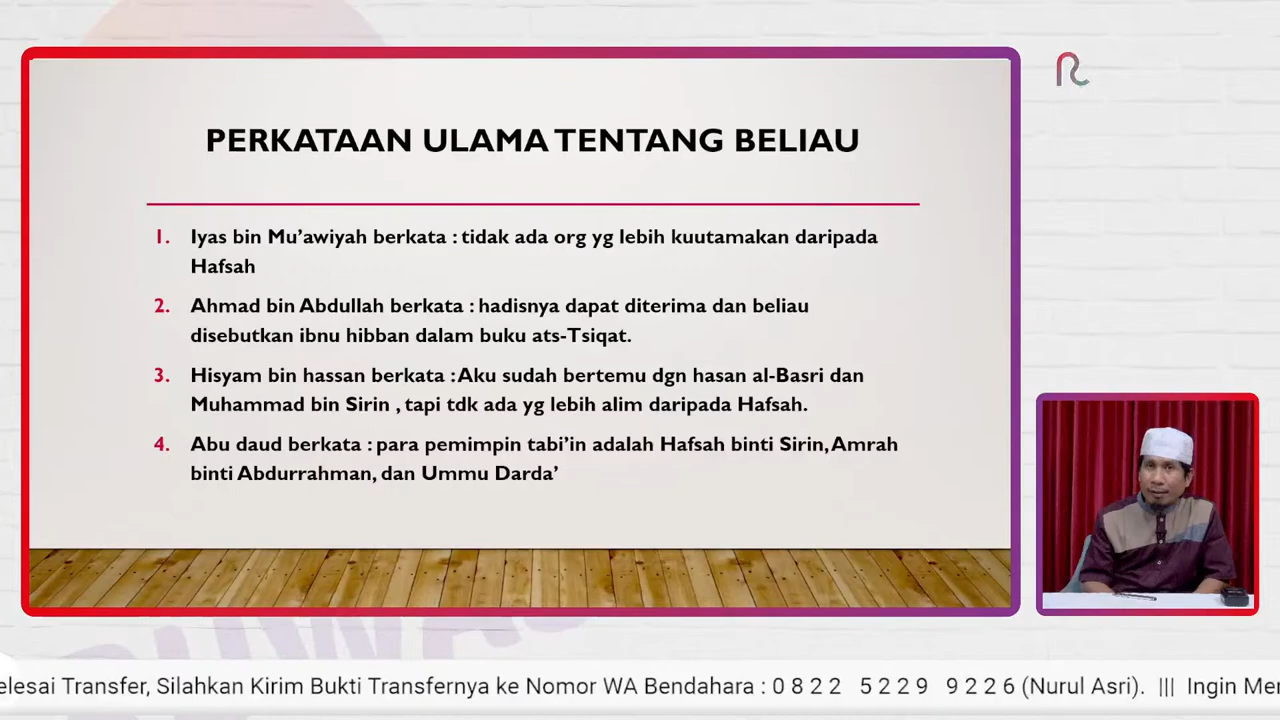 PERKATAAN ULAMA TENTANG BELIAU
1. Iyas bin Mu’awiyah berkata : tidak ada org yg lebih kuutamakan daripada
Hafsah
2. Ahmad bin Abdullah berkata : hadisnya dapat diterima dan beliau
disebutkan ibnu hibban dalam buku ats-Tsiqat.
3. Hisyam bin hassan berkata : Aku sudah bertemu dgn hasan al-Basri dan
Muhammad bin Sirin , tapi tdk ada yg lebih alim daripada Hafsah.
4. Abu daud berkata : para pemimpin tabi’in adalah Hafsah binti Sirin, Amrah
binti Abdurrahman, dan Ummu Darda’
elesai Transfer, Silahkan Kirim Bukti Transfernya ke Nomor WA Bendahara : 0 8 2 2 5 2 2 9 9 2 2 6 (Nurul Asri). ||| Ingin Mer